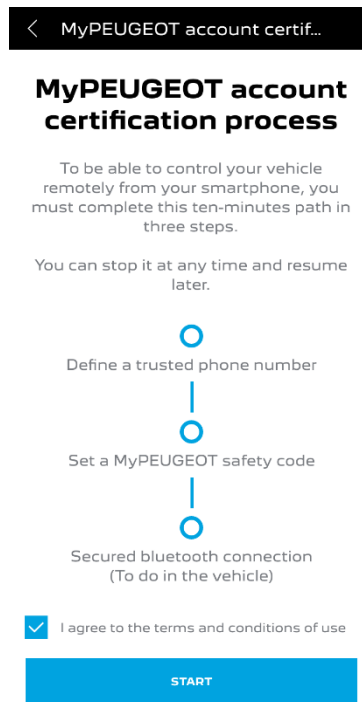 MyPEUGEOT account certif...
MyPEUGEOT account
certification process
To be able to control your vehicle
remotely from your smartphone, you
must complete this ten-minutes path in
three steps.
You can stop it at any time and resume
later.
Define a trusted phone number
Set a MyPEUGEOT safety code
Secured bluetooth connection
(To do in the vehicle)
I agree to the terms and conditions of use
START